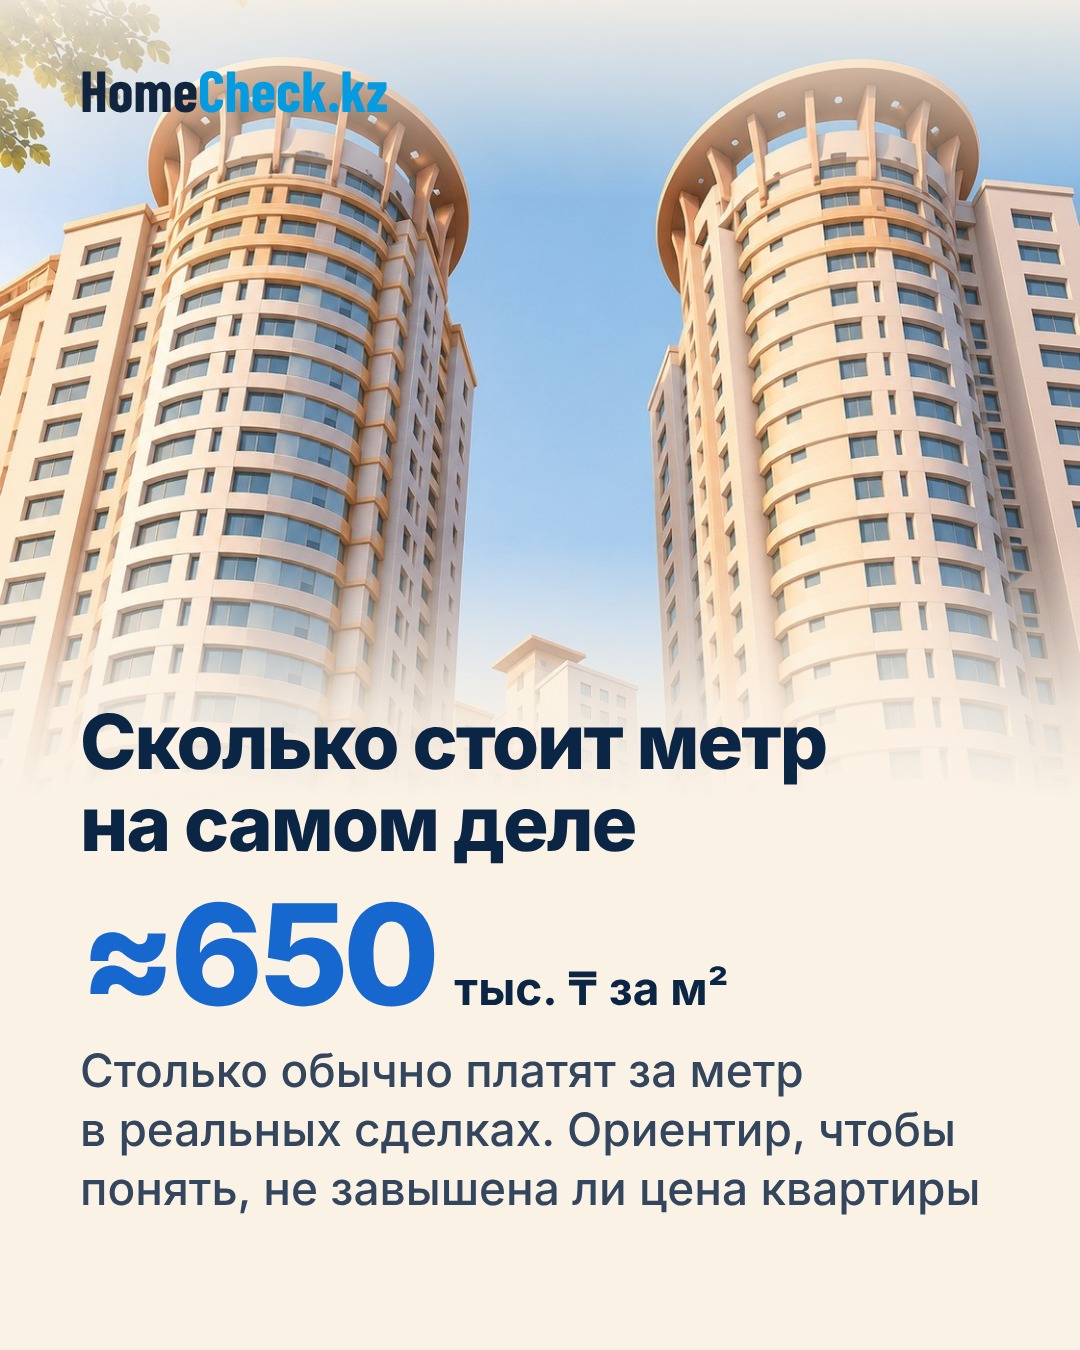 HomeCheck.kz
Сколько стоит метр
на самом деле
≈650 тыс. ₸ за м²
Столько обычно платят за метр
в реальных сделках. Ориентир, чтобы
понять, не завышена ли цена квартиры